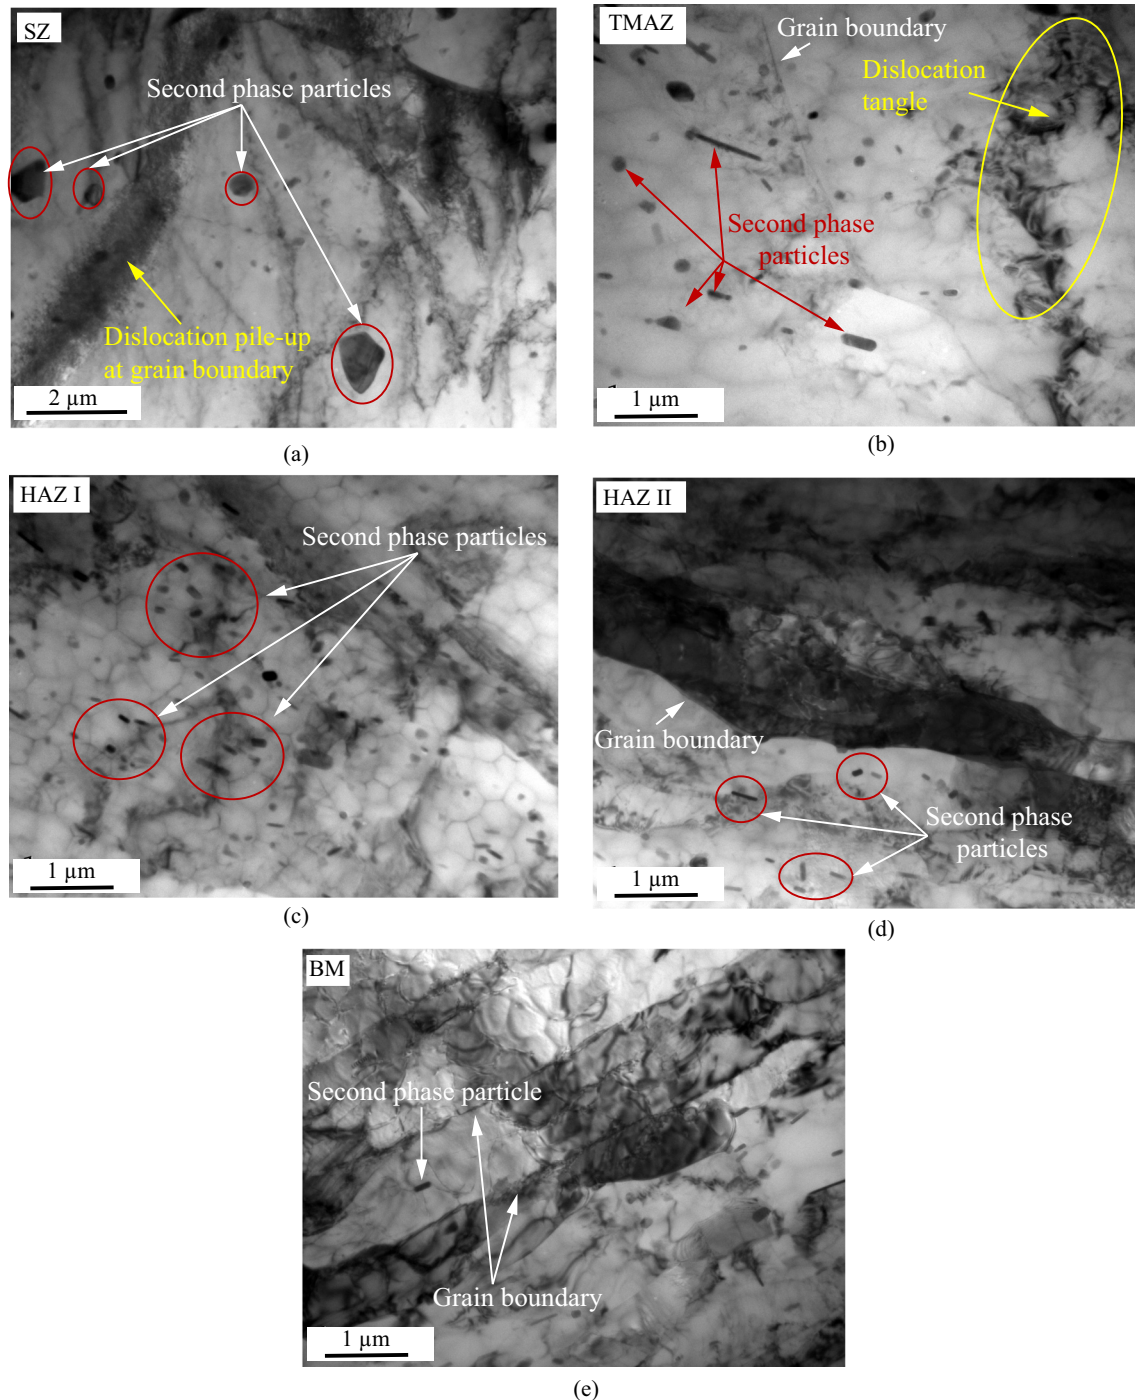 SZ
Second phase particles
Dislocation pile-up
at grain boundary
2 µm
(a)
TMAZ
Grain boundary
Dislocation
tangle
Second phase
particles
1 µm
(b)
HAZ I
Second phase particles
1 µm
(c)
HAZ II
Grain boundary
Second phase
particles
1 µm
(d)
BM
Second phase particle
Grain boundary
1 µm
(e)